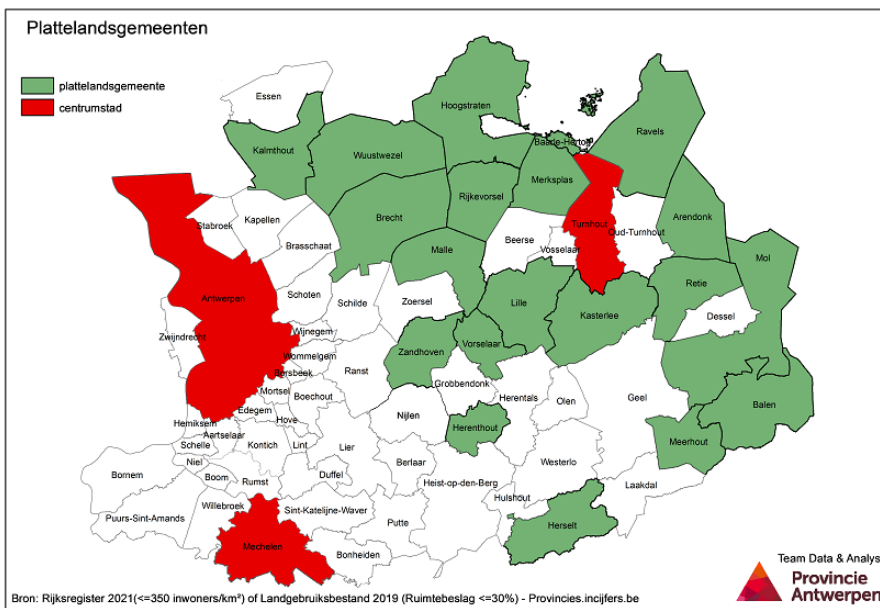 Plattelandsgemeenten
plattelandsgemeente
centrumstad
Essen
Hoogstraten
Kalmthout
Wuustwezel
Baarle-Hertog
Ravels
Merksplas
Rijkevorsel
Brecht
Stabroek
Kapellen
Turnhout
Arendonk
Oud-Turnhout
Brasschaat
Malle
Beerse
Vosselaar
Mol
Antwerpen
Schoten
Schilde
Zoersel
Lille
Retie
Kasterlee
Dessel
Zwijndrecht
Wijnegem
Wommelgem
Zandhoven
Vorselaar
Borsbeek
Ranst
Grobbendonk
Mortsel
Boechout
Herentals
Olen
Geel
Balen
Edegem
Hove
Nijlen
Herenthout
Hemiksem
Aartselaar
Schelle
Kontich
Lint
Lier
Meerhout
Niel
Berlaar
Westerlo
Bornem
Boom
Rumst
Duffel
Heist-op-den-Berg
Hulshout
Laakdal
Willebroek
Sint-Katelijne-Waver
Puurs-Sint-Amands
Putte
Herselt
Mechelen
Bonheiden
Team Data & Analys
Provincie
Antwerpen
Bron: Rijksregister 2021(<=350 inwoners/km²) of Landgebruiksbestand 2019 (Ruimtebeslag <=30%) - Provincies.incijfers.be